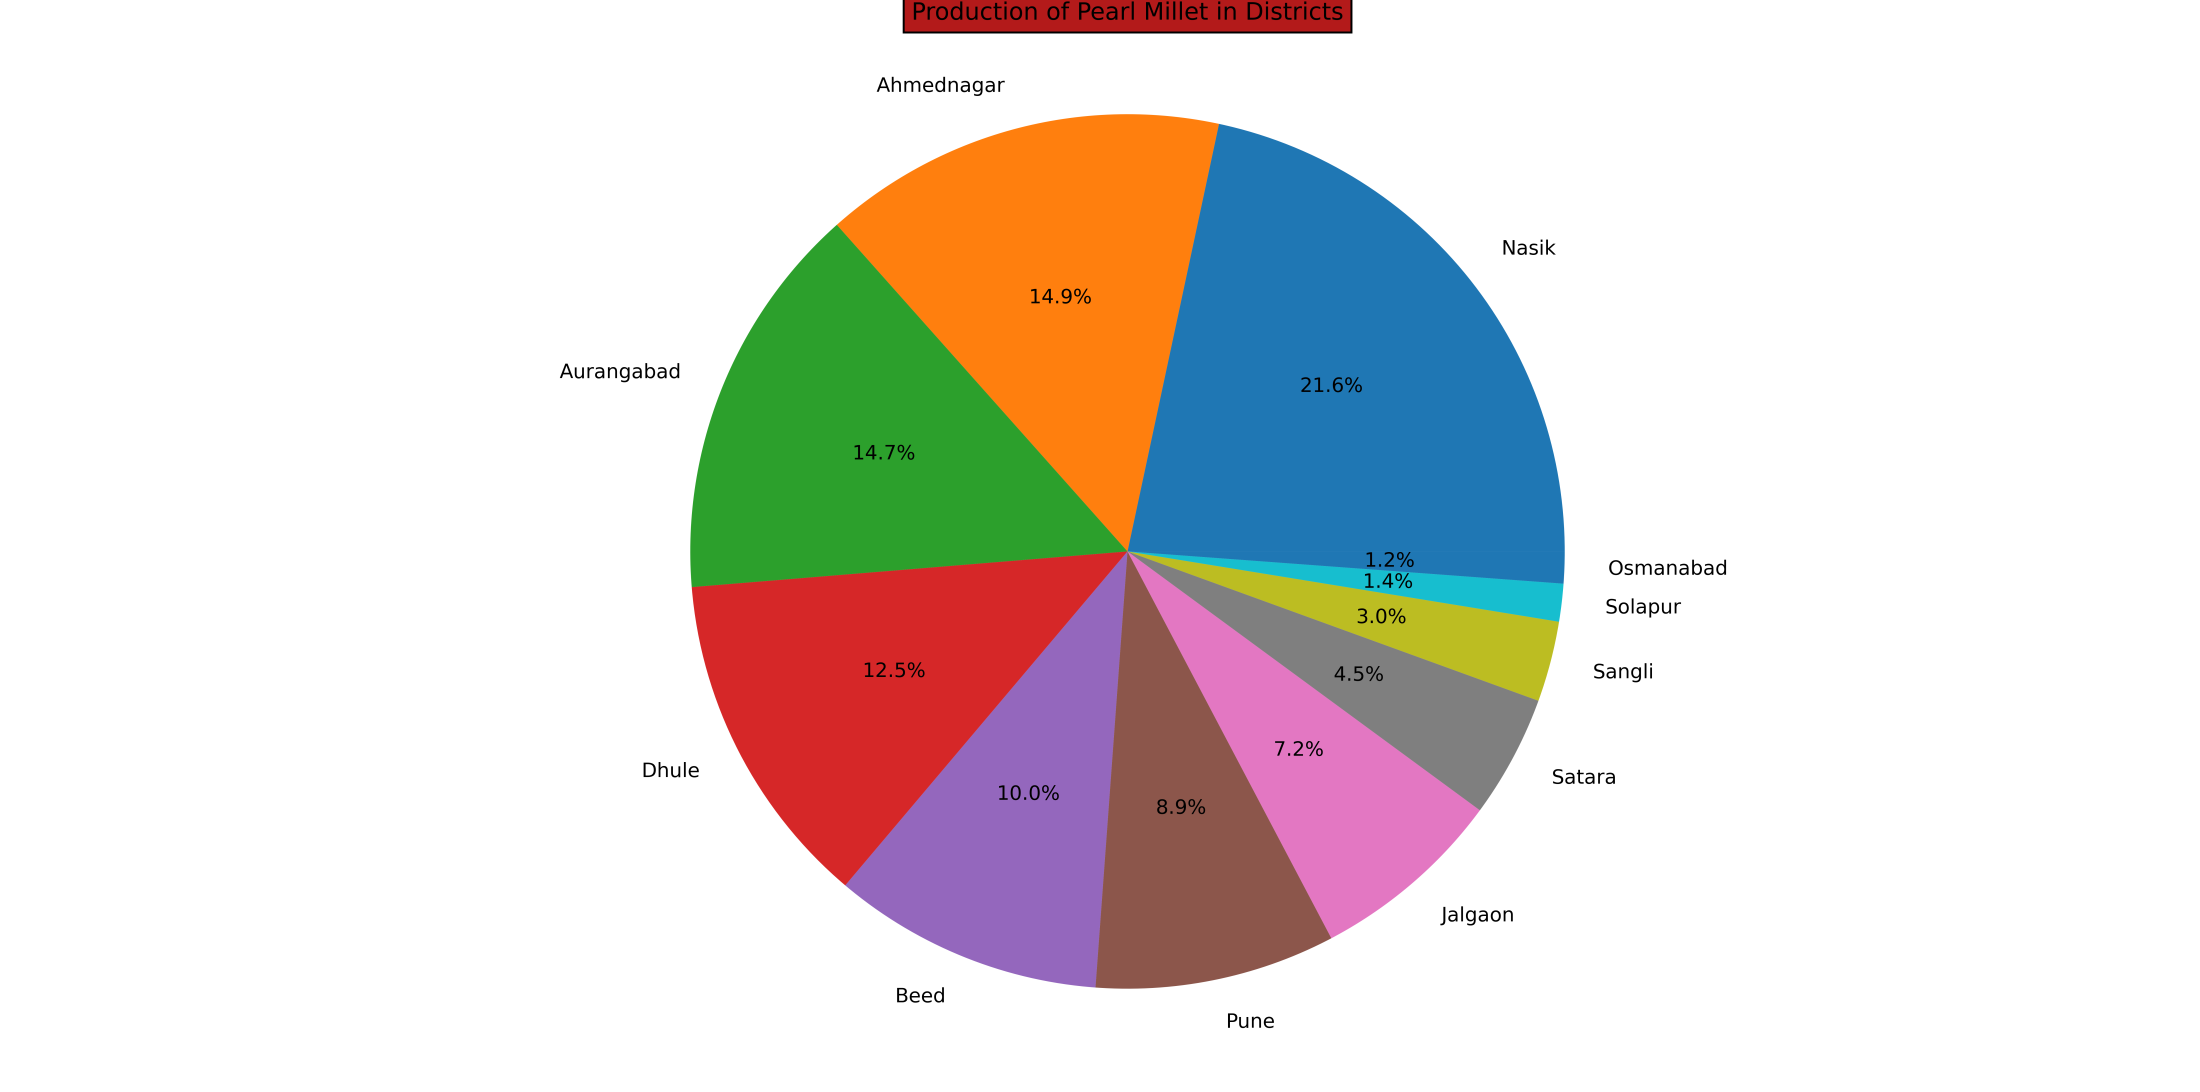 Production of Pearl Millet in Districts
Ahmednagar
Nasik
14.9%
Aurangabad
21.6%
14.7%
1.2%
Osmanabad
1.4%
Solapur
3.0%
Sangli
12.5%
4.5%
Satara
Dhule
7.2%
10.0%
8.9%
Jalgaon
Beed
Pune